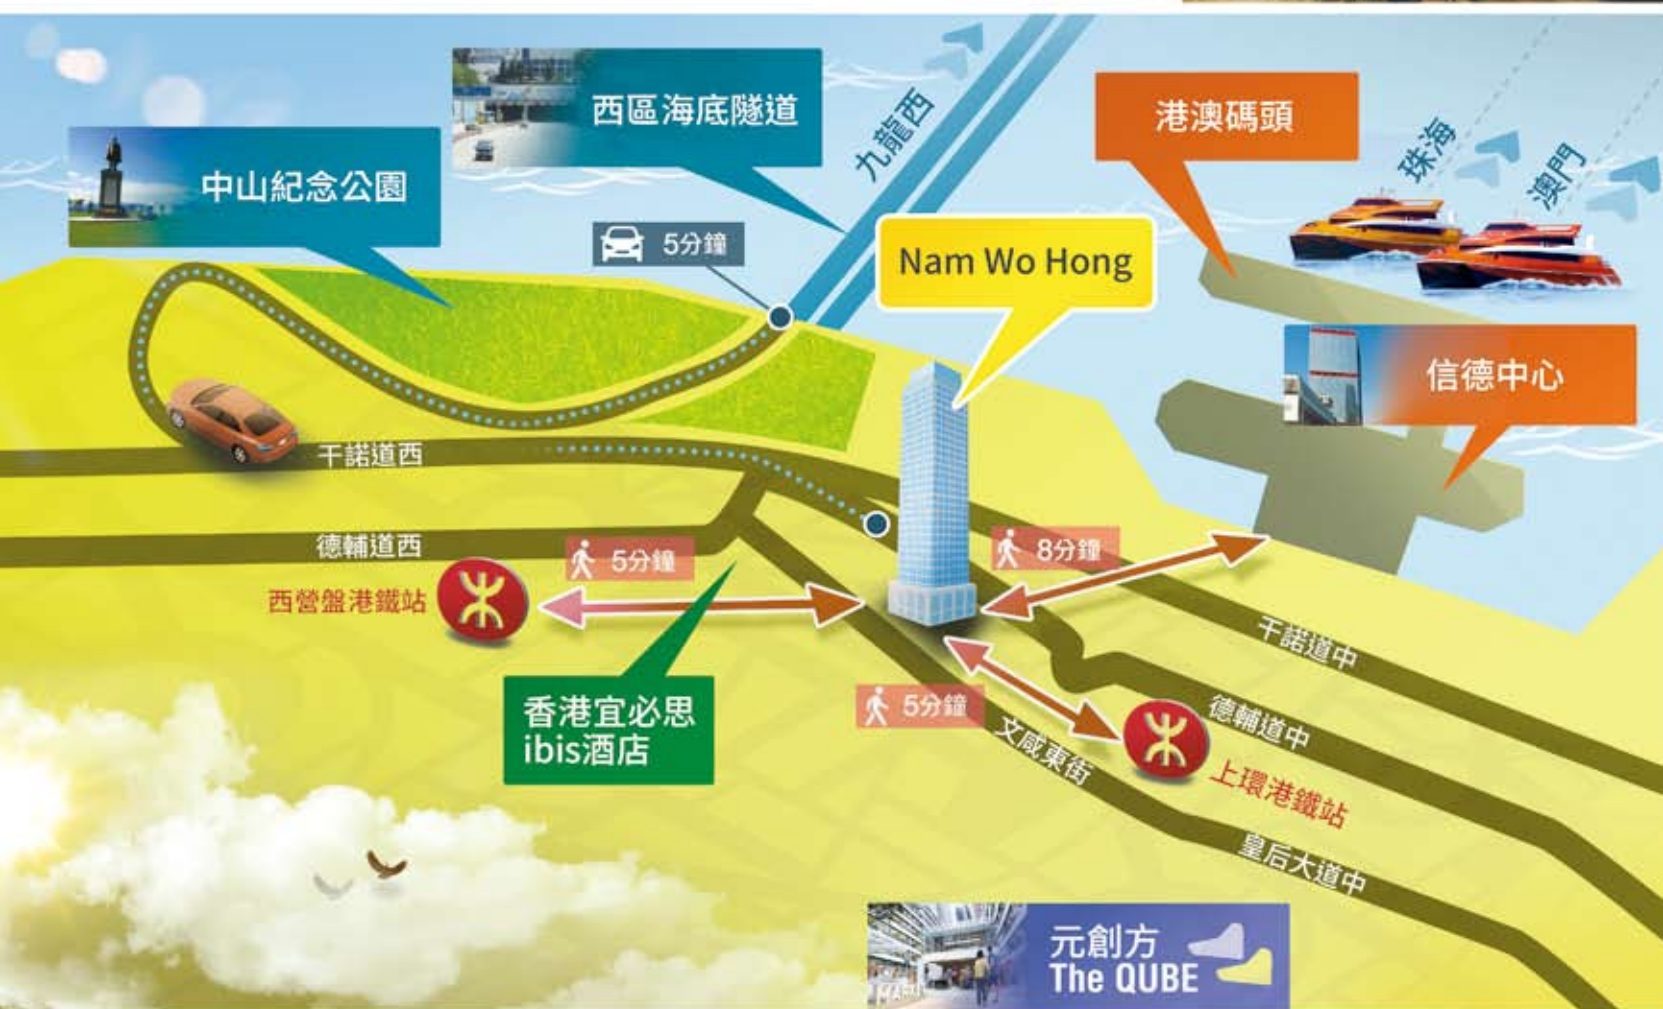 西區海底隧道
九龍西
港澳碼頭
珠海
澳門
中山紀念公園
5分鐘
Nam Wo Hong
信德中心
干諾道西
德輔道西
5分鐘
8分鐘
西營盤港鐵站
干諾道中
香港宜必思
ibis酒店
5分鐘
文咸東街
德輔道中
上環港鐵站
皇后大道中
元創方
The QUBE